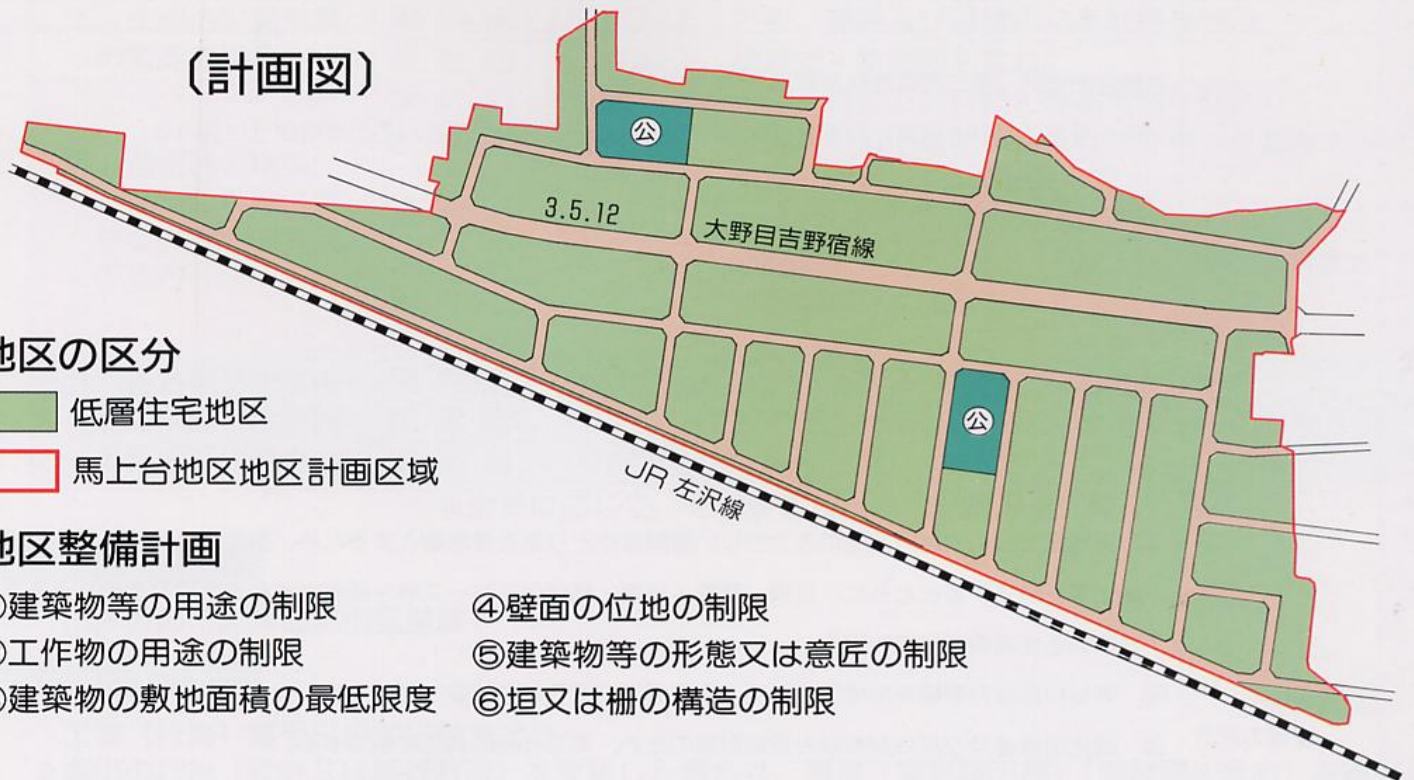 〔計画図〕
公
3.5.12
大野目吉野宿線
地区の区分
低層住宅地区
公
馬上台地区地区計画区域
JR 左沢線
地区整備計画
建築物等の用途の制限
④壁面の位地の制限
工作物の用途の制限
⑤建築物等の形態又は意匠の制限
建築物の敷地面積の最低限度
⑥垣又は柵の構造の制限